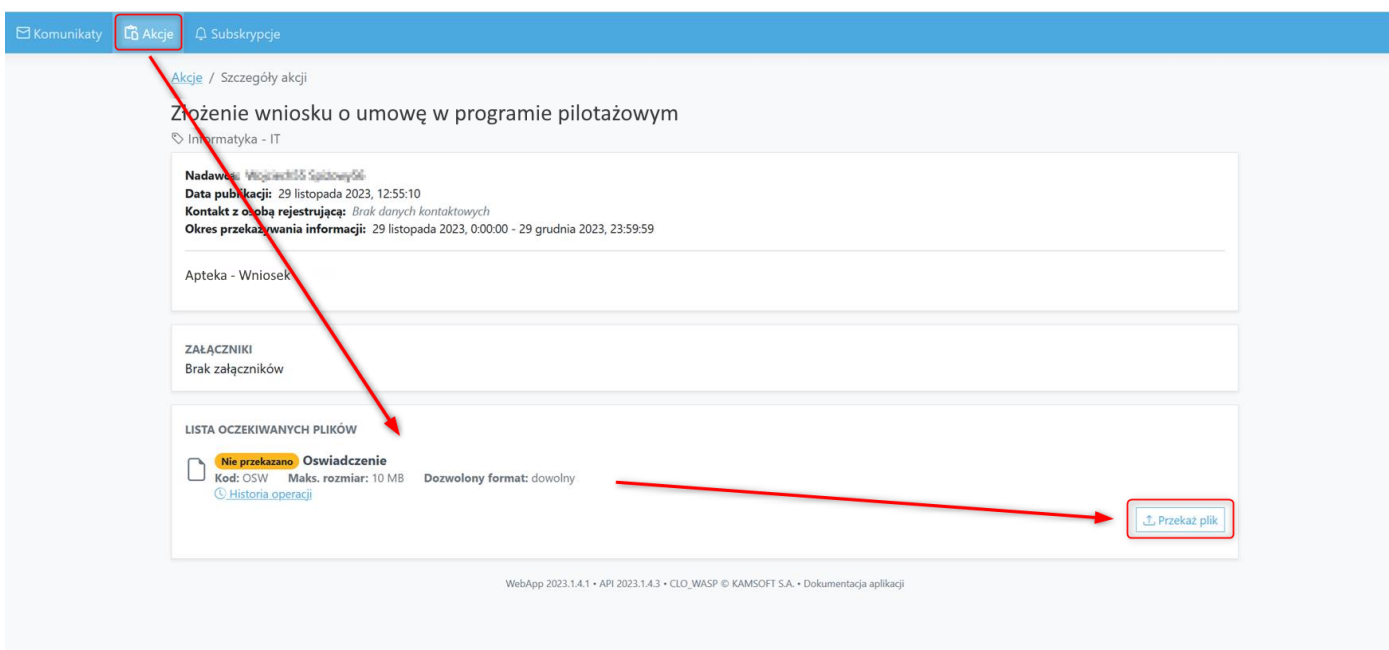 Komunikaty Akcje Subskrypcje
Akcje / Szczegóły akcji
Złożenie wniosku o umowę w programie pilotażowym
Informatyka - IT
Nadawca:
Data publikacji: 29 listopada 2023, 12:55:10
Kontakt z osobą rejestrującą: Brak danych kontaktowych
Okres przekazywania informacji: 29 listopada 2023, 0:00:00 - 29 grudnia 2023, 23:59:59
Apteka - Wniosek
ZAŁĄCZNIKI
Brak załączników
LISTA OCZEKIWANYCH PLIKÓW
Nie przekazano Oswiadczenie
Kod: OSW Maks. rozmiar: 10 MB Dozwolony format: dowolny
Historia operacji
Przekaż plik
WebApp 2023.1.4.1 • API 2023.1.4.3 • CLO_WASP © KAMSOFT S.A. • Dokumentacja aplikacji